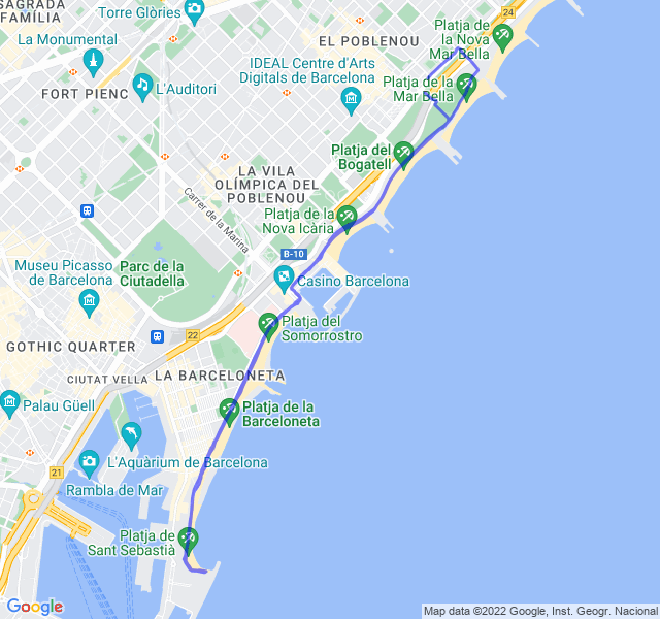 SAGRADA
FAMÍLIA
Torre Glòries
24
Platja de
la Nova
Mar Bella
La Monumental
EL POBLENOU
IDEAL Centre d'Arts
Digitals de Barcelona
Platja de la
Mar Bella
FORT PIENC
L'Auditori
Platja del
Bogatell
LA VILA
OLÍMPICA DEL
POBLENOU
Carrer de la Marina
Platja de la
Nova Icària
B-10
Museu Picasso
de Barcelona
Parc de la
Ciutadella
Casino Barcelona
22
Platja del
Somorrostro
GOTHIC QUARTER
CIUTAT VELLA
LA BARCELONETA
Palau Güell
Platja de la
Barceloneta
L'Aquàrium de Barcelona
21
Rambla de Mar
Platja de
Sant Sebastià
Google
Map data ©2022 Google, Inst. Geogr. Nacional